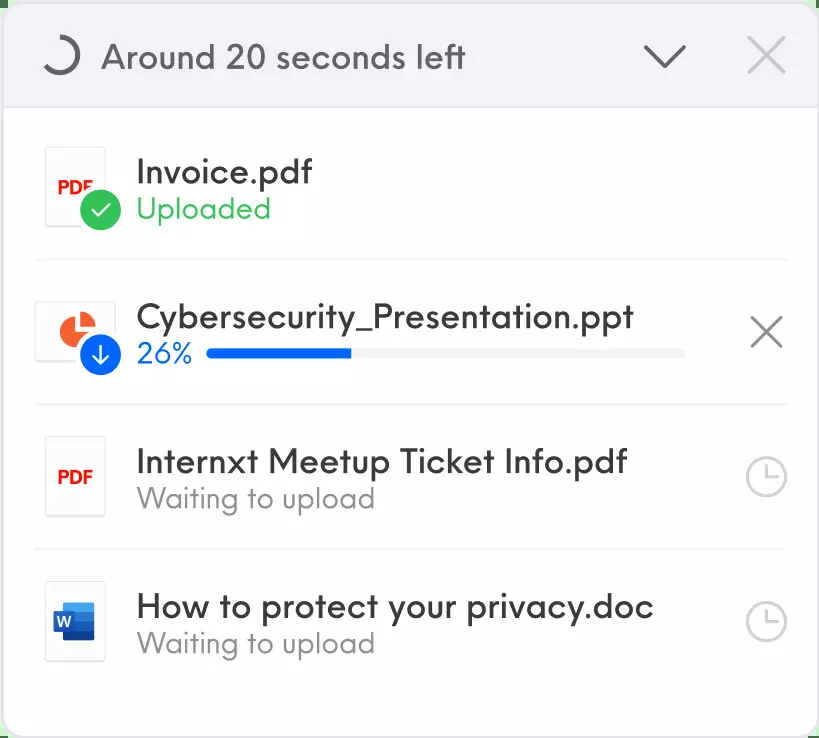 Around 20 seconds left
PDF
Invoice.pdf
Uploaded
Cybersecurity_Presentation.ppt
26%
PDF
Internxt Meetup Ticket Info.pdf
Waiting to upload
W
How to protect your privacy.doc
Waiting to upload